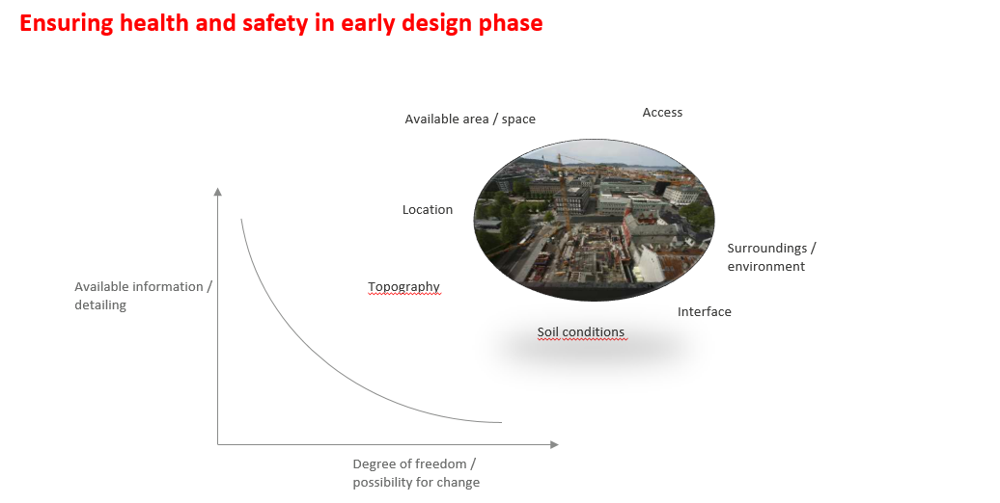 Ensuring health and safety in early design phase
Available area / space
Access
Location
Surroundings /
environment
Available information /
detailing
Topography
Interface
Soil conditions
Degree of freedom /
possibility for change